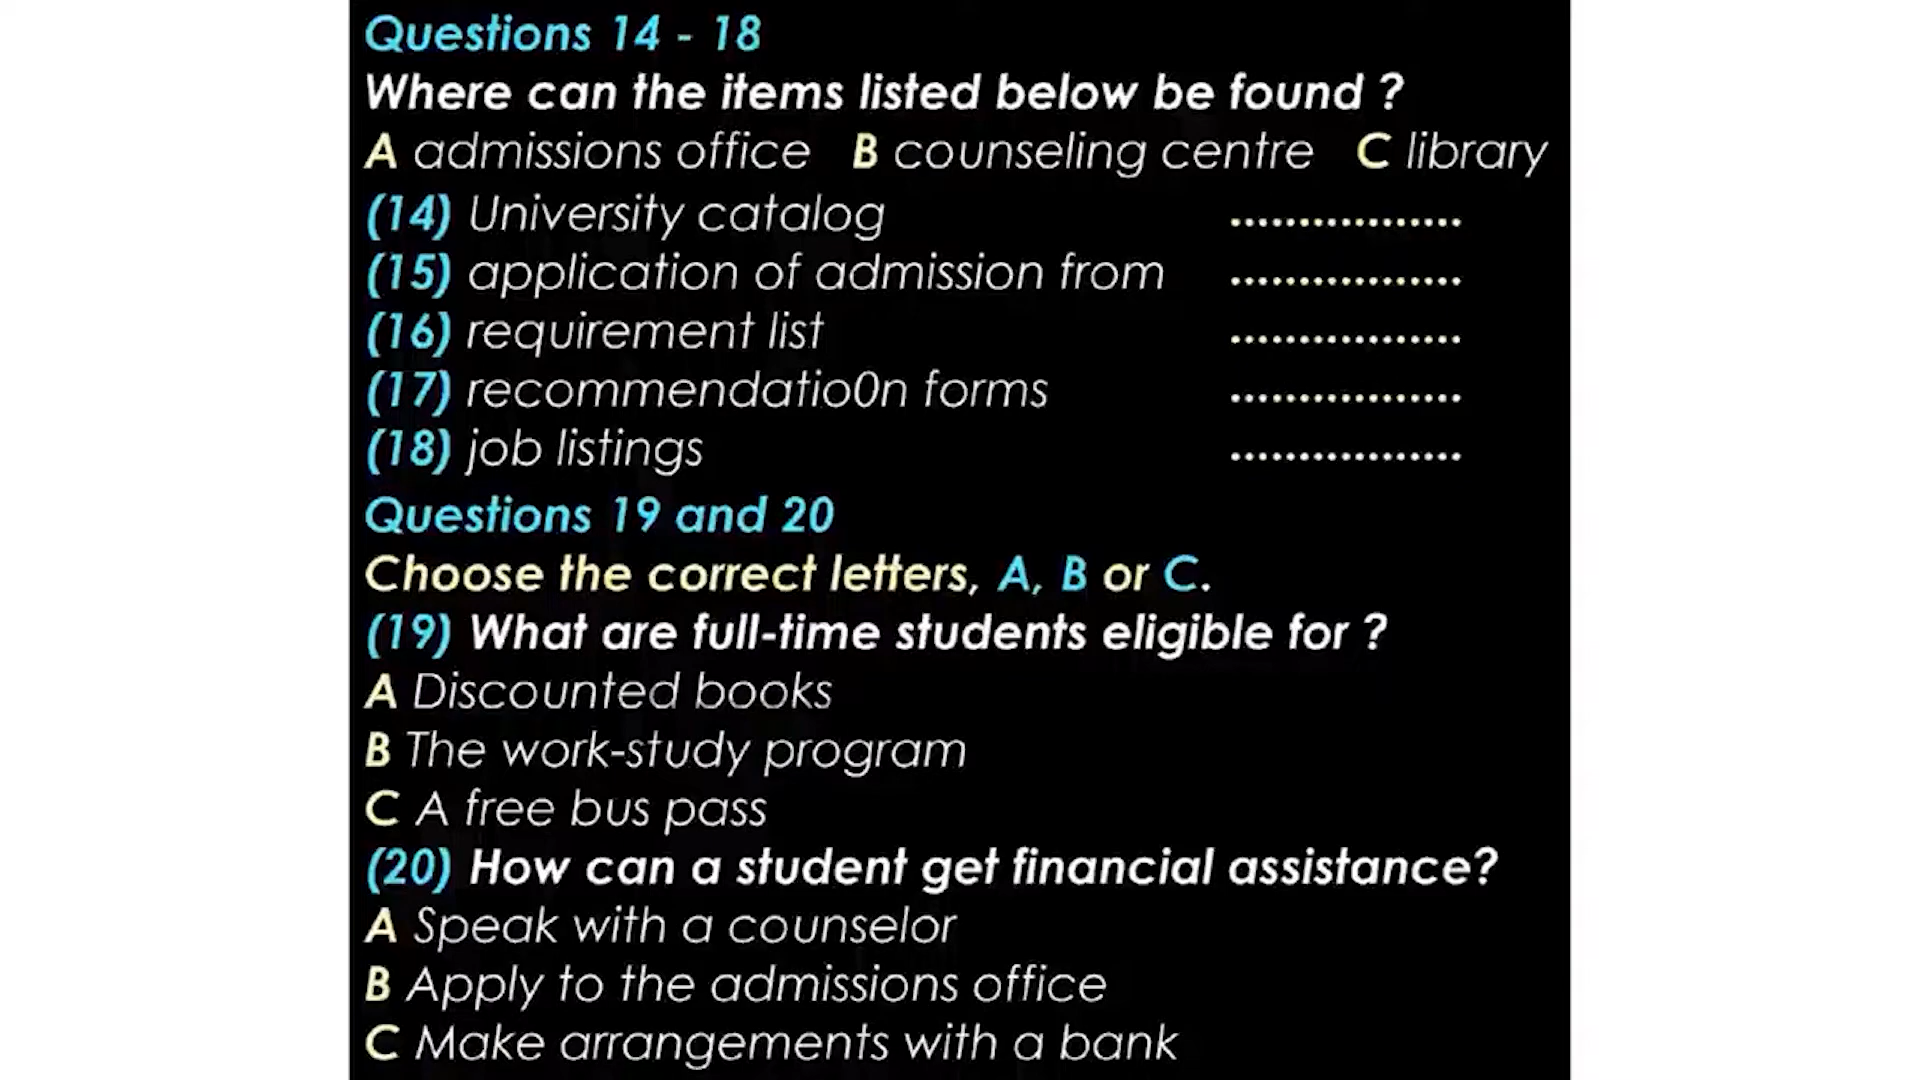 Questions 14 - 18
Where can the items listed below be found ?
A admissions office B counseling centre C library
(14) University catalog .................
(15) application of admission from .................
(16) requirement list .................
(17) recommendatio0n forms .................
(18) job listings .................
Questions 19 and 20
Choose the correct letters, A, B or C.
(19) What are full-time students eligible for ?
A Discounted books
B The work-study program
C A free bus pass
(20) How can a student get financial assistance?
A Speak with a counselor
B Apply to the admissions office
C Make arrangements with a bank